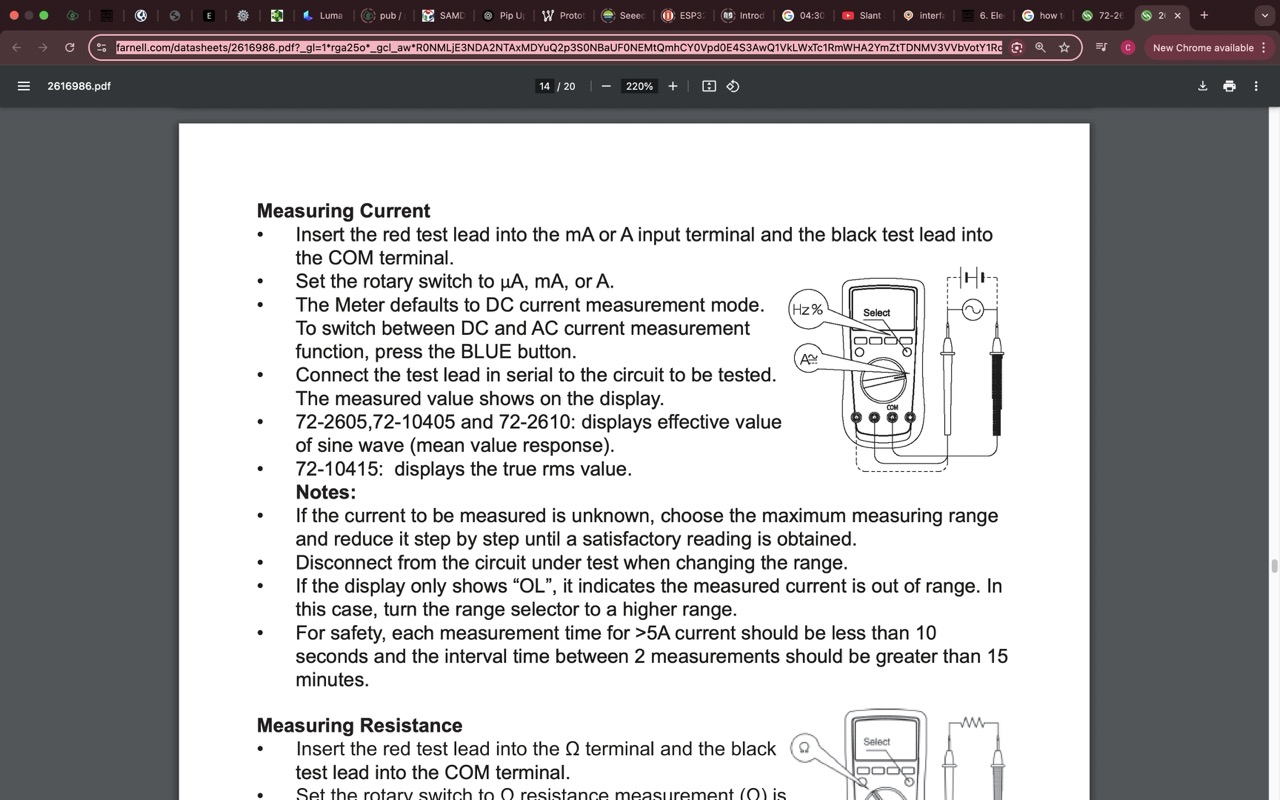 Luma
pub /
SAMD
Pip U
Proto
Seeed
ESP32
Introd
04:30
Slant
interfa
6. Ele
how t
72-26
farnell.com/datasheets/2616986.pdf?_gl=1*rga25o*_gcl_aw*R0NMLjE3NDA2NTAxMDYuQ2p3S0NBaUF0NEMtQmhCY0Vpd0E4S3AwQ1VkLWxTc1RmWHA2YmZtTDNMV3VVbVotY1Rc
New Chrome available
2616986.pdf
14 / 20
220%
Measuring Current
• Insert the red test lead into the mA or A input terminal and the black test lead into
the COM terminal.
• Set the rotary switch to µA, mA, or A.
• The Meter defaults to DC current measurement mode.
To switch between DC and AC current measurement
function, press the BLUE button.
• Connect the test lead in serial to the circuit to be tested.
The measured value shows on the display.
• 72-2605,72-10405 and 72-2610: displays effective value
of sine wave (mean value response).
• 72-10415: displays the true rms value.
Hz%
Select
A
COM
Notes:
• If the current to be measured is unknown, choose the maximum measuring range
and reduce it step by step until a satisfactory reading is obtained.
• Disconnect from the circuit under test when changing the range.
• If the display only shows “OL”, it indicates the measured current is out of range. In
this case, turn the range selector to a higher range.
• For safety, each measurement time for >5A current should be less than 10
seconds and the interval time between 2 measurements should be greater than 15
minutes.
Measuring Resistance
• Insert the red test lead into the Ω terminal and the black
test lead into the COM terminal.
• Set the rotary switch to Ω resistance measurement (Ω) is
Ω
Select